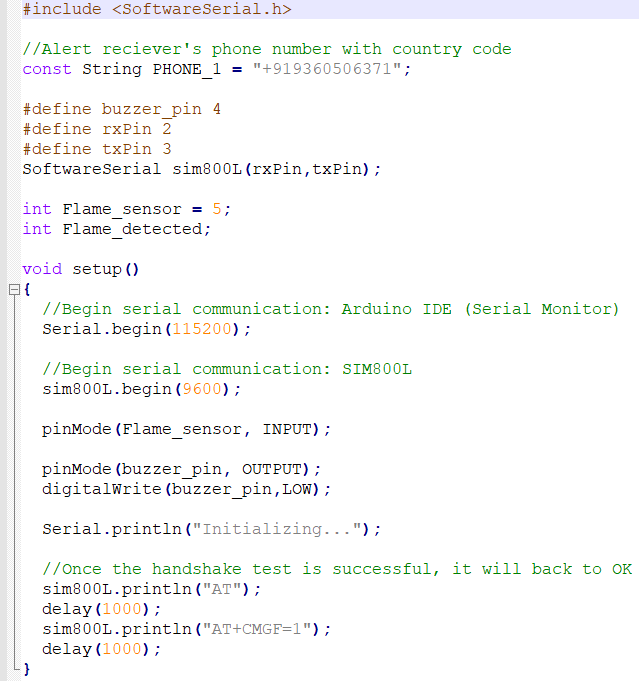 #include <SoftwareSerial.h>
//Alert reciever's phone number with country code
const String PHONE_1 = "+919360506371";
#define buzzer_pin 4
#define rxPin 2
#define txPin 3
SoftwareSerial sim800L(rxPin,txPin);
int Flame_sensor = 5;
int Flame_detected;
void setup()
{
  //Begin serial communication: Arduino IDE (Serial Monitor)
  Serial.begin(115200);
  //Begin serial communication: SIM800L
  sim800L.begin(9600);
  pinMode(Flame_sensor, INPUT);
  pinMode(buzzer_pin, OUTPUT);
  digitalWrite(buzzer_pin,LOW);
  Serial.println("Initializing...");
  //Once the handshake test is successful, it will back to OK
  sim800L.println("AT");
  delay(1000);
  sim800L.println("AT+CMGF=1");
  delay(1000);
}